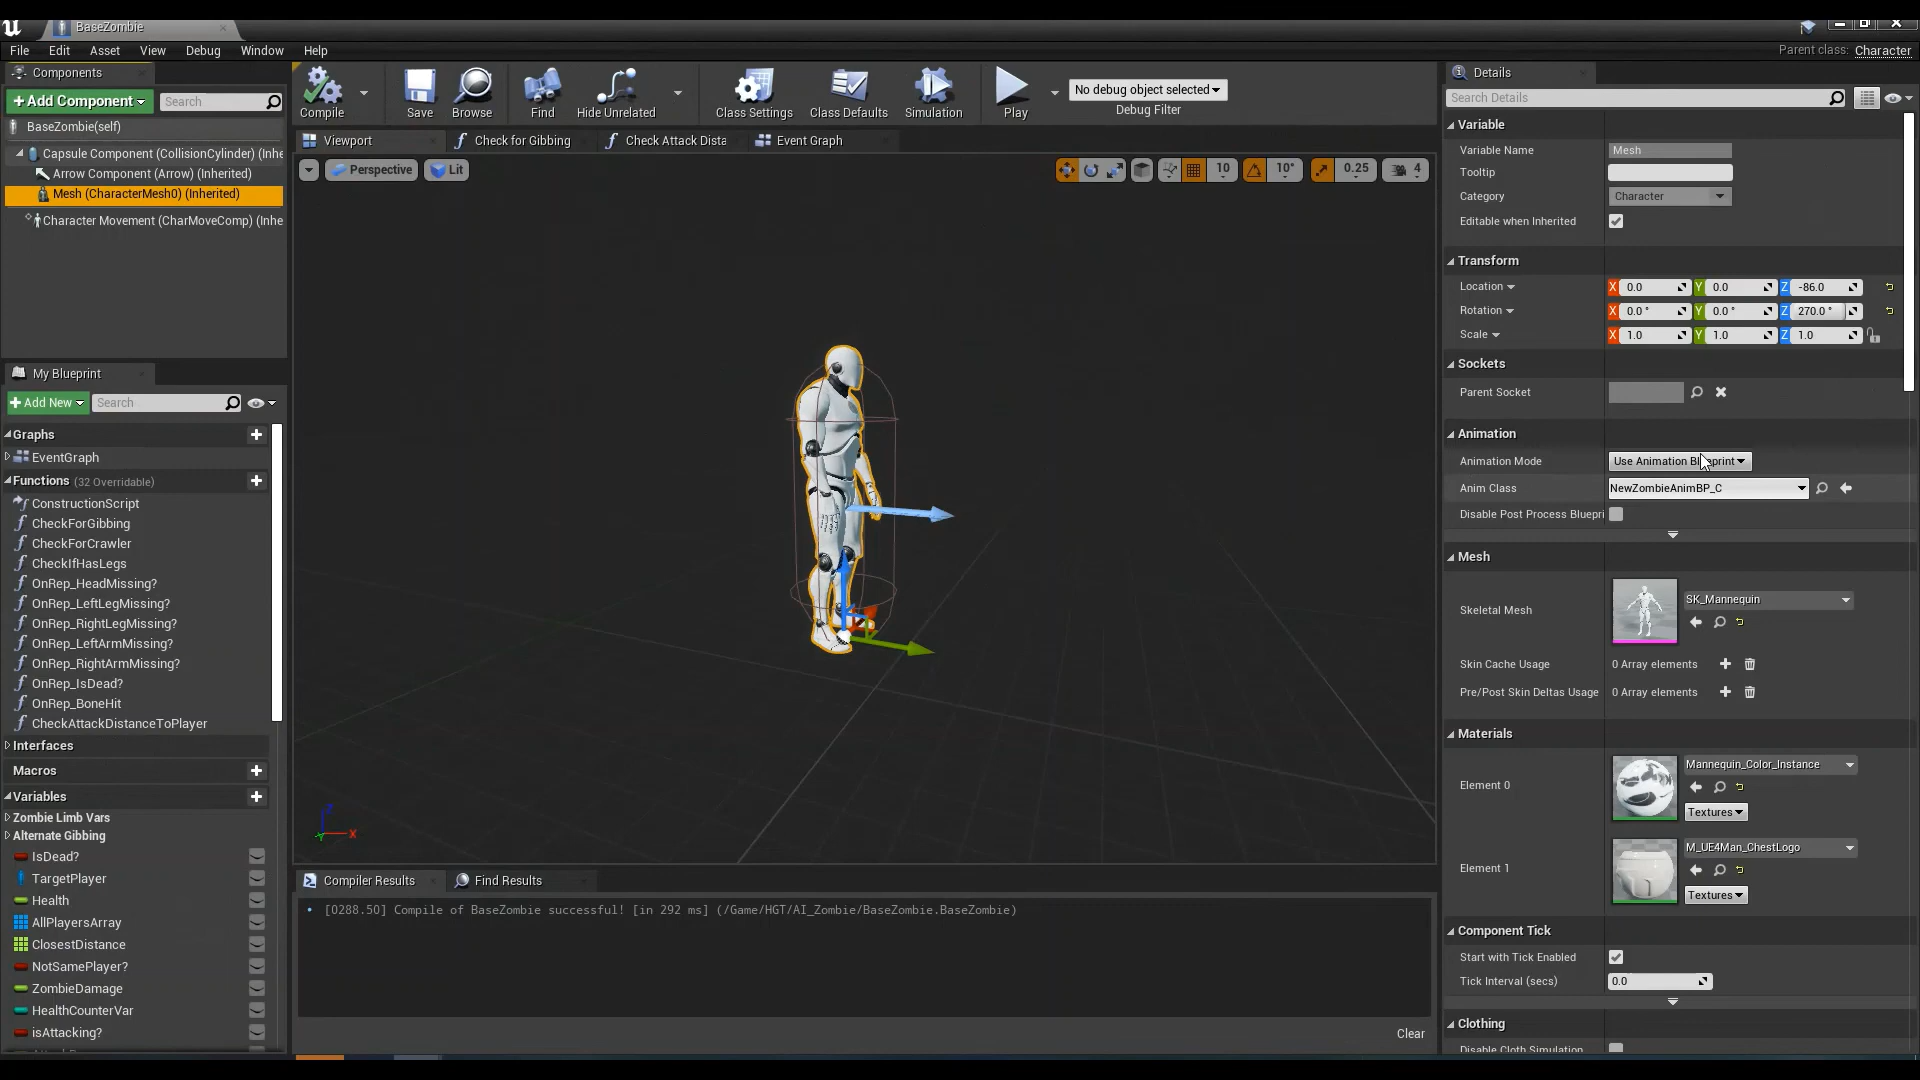 BaseZombie
File Edit Asset View Debug Window Help
Parent class: Character
Components
+Add Component
Search
BaseZombie(self)
Capsule Component (CollisionCylinder) (Inhe
Arrow Component (Arrow) (Inherited)
Mesh (CharacterMesh0) (Inherited)
Character Movement (CharMoveComp) (Inhe
My Blueprint
+Add New
Search
Graphs
EventGraph
Functions (32 Overridable)
ConstructionScript
CheckForGibbing
CheckForCrawler
CheckIfHasLegs
OnRep_HeadMissing?
OnRep_LeftLegMissing?
OnRep_RightLegMissing?
OnRep_LeftArmMissing?
OnRep_RightArmMissing?
OnRep_IsDead?
OnRep_BoneHit
CheckAttackDistanceToPlayer
Interfaces
Macros
Variables
Zombie Limb Vars
Alternate Gibbing
IsDead?
TargetPlayer
Health
AllPlayersArray
ClosestDistance
NotSamePlayer?
ZombieDamage
HealthCounterVar
isAttacking?
Compile
Save
Browse
Find
Hide Unrelated
Class Settings
Class Defaults
Simulation
Play
No debug object selected
Debug Filter
Viewport
Check for Gibbing
Check Attack Dista
Event Graph
Perspective
Lit
10
10°
0.25
4
Z
X
Y
Compiler Results
Find Results
[0288.50] Compile of BaseZombie successful! [in 292 ms] (/Game/HGT/AI_Zombie/BaseZombie.BaseZombie)
Clear
Details
Search Details
Variable
Variable Name Mesh
Tooltip
Category Character
Editable when Inherited
Transform
Location X 0.0 Y 0.0 Z -86.0
Rotation X 0.0 ° Y 0.0 ° Z 270.0 °
Scale X 1.0 Y 1.0 Z 1.0
Sockets
Parent Socket
Animation
Animation Mode Use Animation Blueprint
Anim Class NewZombieAnimBP_C
Disable Post Process Bluepri
Mesh
Skeletal Mesh SK_Mannequin
Skin Cache Usage 0 Array elements
Pre/Post Skin Deltas Usage 0 Array elements
Materials
Element 0 Mannequin_Color_Instance
Textures
Element 1 M_UE4Man_ChestLogo
Textures
Component Tick
Start with Tick Enabled
Tick Interval (secs) 0.0
Clothing
Disable Cloth Simulation